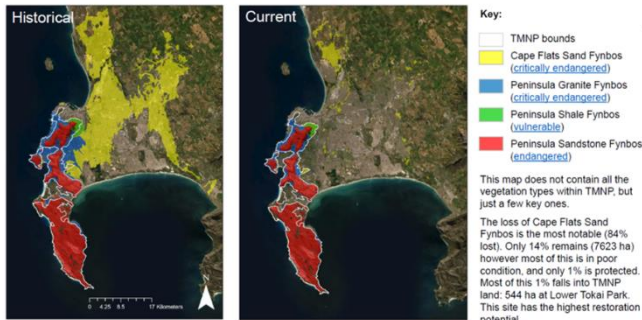 Historical
Current
0 4.25 8.5 17 Kilometers
Key:
TMNP bounds
Cape Flats Sand Fynbos
(critically endangered)
Peninsula Granite Fynbos
(critically endangered)
Peninsula Shale Fynbos
(vulnerable)
Peninsula Sandstone Fynbos
(endangered)
This map does not contain all the
vegetation types within TMNP, but
just a few key ones.
The loss of Cape Flats Sand
Fynbos is the most notable (84%
lost). Only 14% remains (7623 ha)
however most of this is in poor
condition, and only 1% is protected.
Most of this 1% falls into TMNP
land: 544 ha at Lower Tokai Park.
This site has the highest restoration
potential